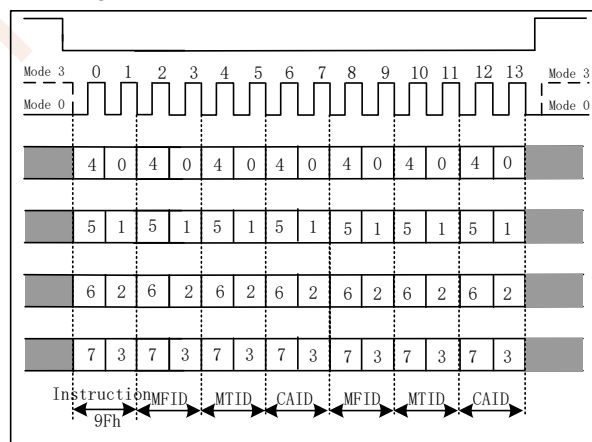 Mode 3 0 1 2 3 4 5 6 7 8 9 10 11 12 13 Mode 3
Mode 0 Mode 0
4 0 4 0 4 0 4 0 4 0 4 0 4 0
5 1 5 1 5 1 5 1 5 1 5 1 5 1
6 2 6 2 6 2 6 2 6 2 6 2 6 2
7 3 7 3 7 3 7 3 7 3 7 3 7 3
Instruction MFID MTID CAID MFID MTID CAID
9Fh